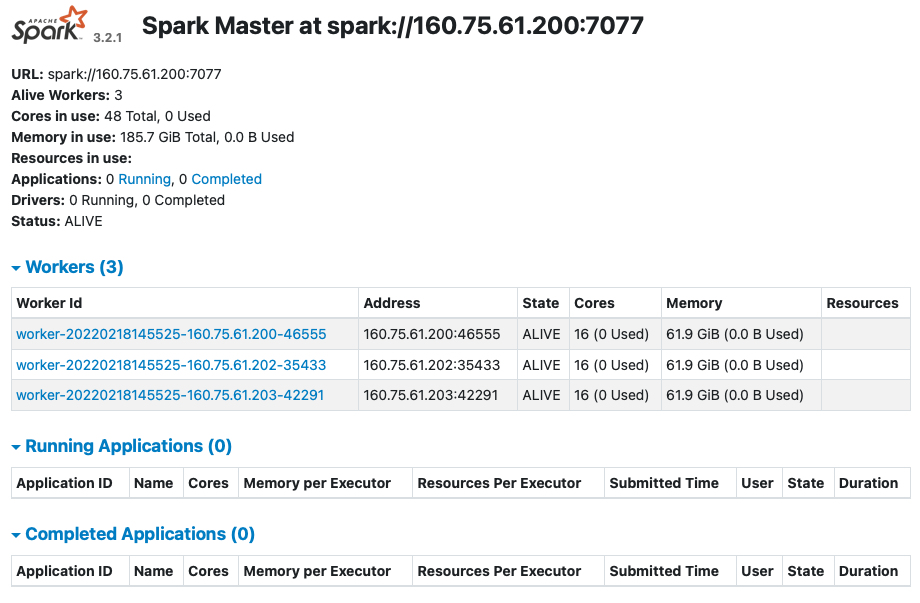 APACHE Spark 3.2.1 Spark Master at spark://160.75.61.200:7077
URL: spark://160.75.61.200:7077
Alive Workers: 3
Cores in use: 48 Total, 0 Used
Memory in use: 185.7 GiB Total, 0.0 B Used
Resources in use:
Applications: 0 Running, 0 Completed
Drivers: 0 Running, 0 Completed
Status: ALIVE
Workers (3)
Worker Id Address State Cores Memory Resources
worker-20220218145525-160.75.61.200-46555 160.75.61.200:46555 ALIVE 16 (0 Used) 61.9 GiB (0.0 B Used)
worker-20220218145525-160.75.61.202-35433 160.75.61.202:35433 ALIVE 16 (0 Used) 61.9 GiB (0.0 B Used)
worker-20220218145525-160.75.61.203-42291 160.75.61.203:42291 ALIVE 16 (0 Used) 61.9 GiB (0.0 B Used)
Running Applications (0)
Application ID Name Cores Memory per Executor Resources Per Executor Submitted Time User State Duration
Completed Applications (0)
Application ID Name Cores Memory per Executor Resources Per Executor Submitted Time User State Duration